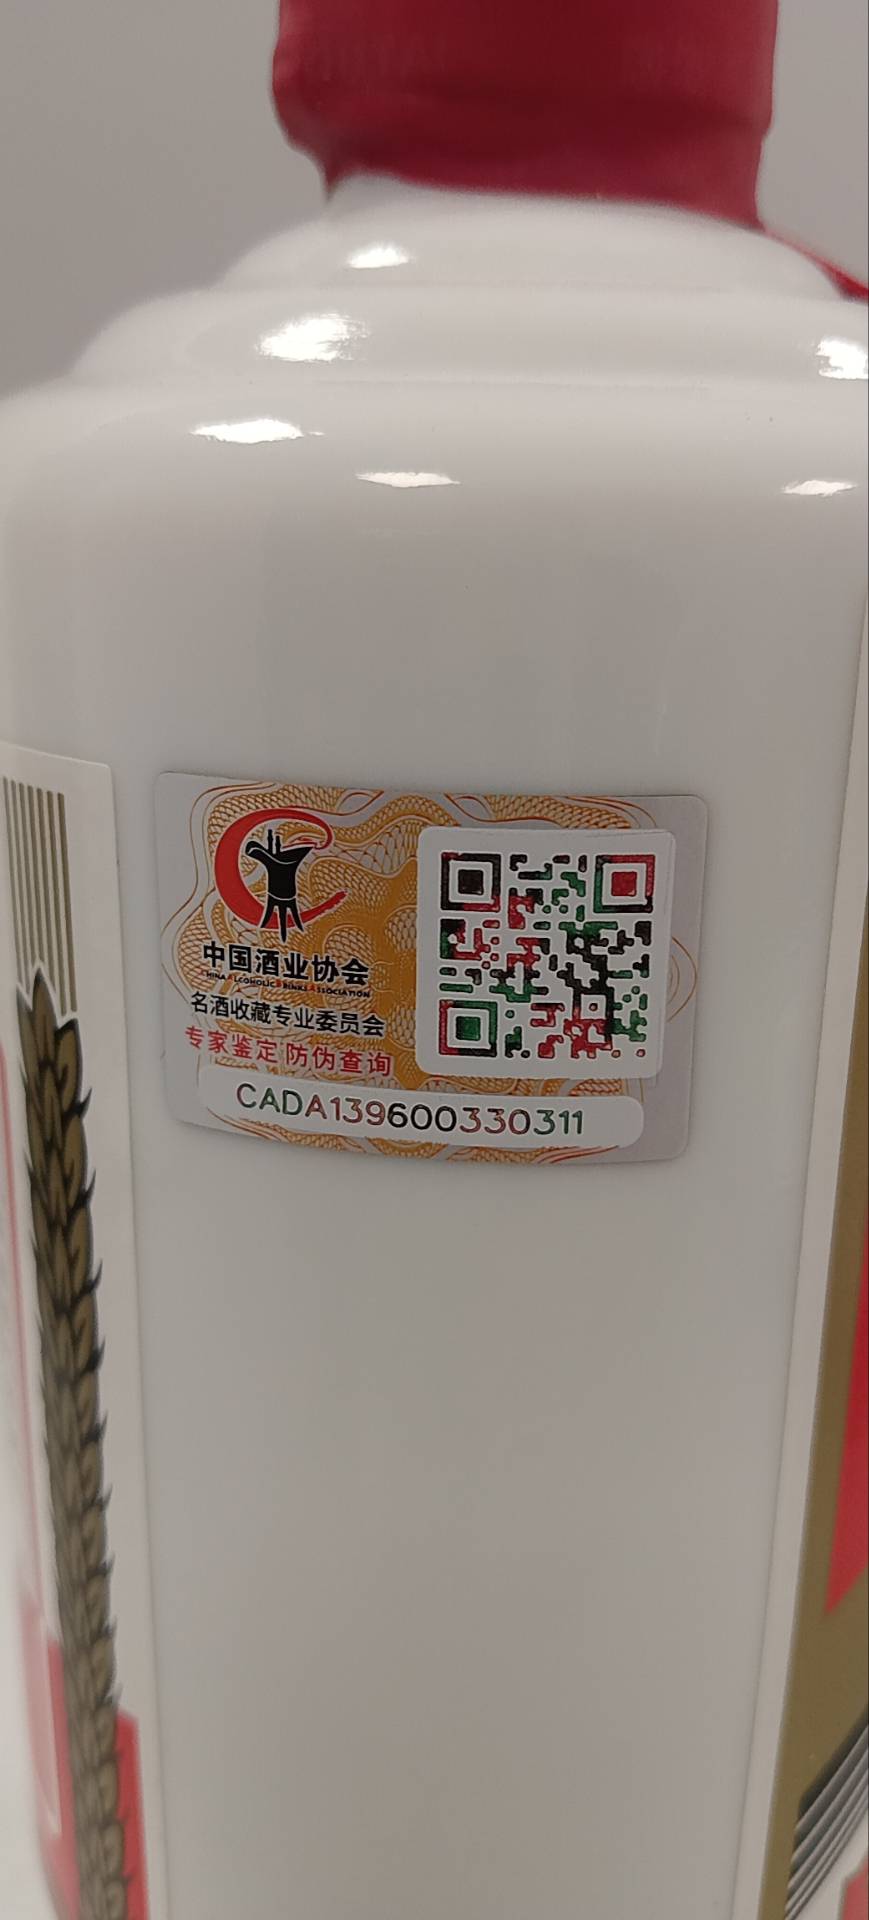 中国酒业协会
CHINA ALCOHOLIC DRINKS ASSOCIATION
名酒收藏专业委员会
专家鉴定 防伪查询
CADA139600330311